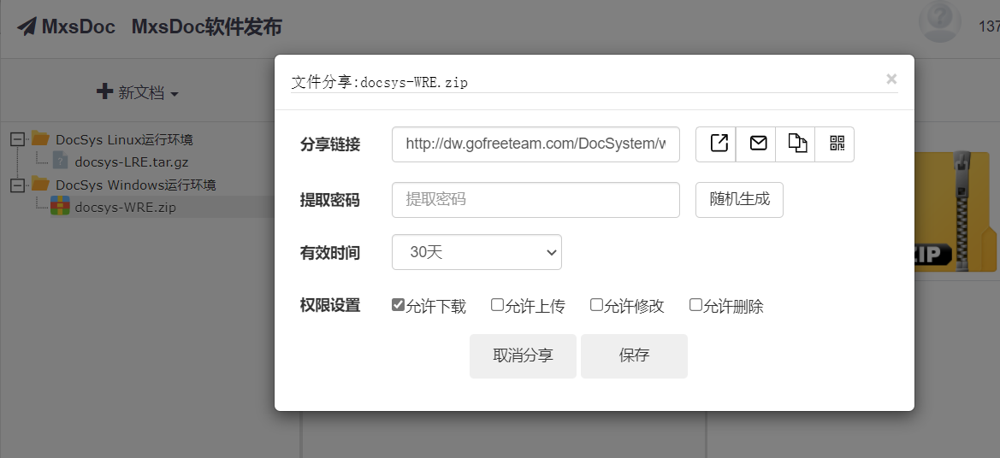 MxsDoc MxsDoc软件发布
137
新文档
DocSys Linux运行环境
docsys-LRE.tar.gz
DocSys Windows运行环境
docsys-WRE.zip
文件分享:docsys-WRE.zip
×
分享链接 http://dw.gofreeteam.com/DocSystem/w
提取密码 提取密码 随机生成
有效时间 30天
权限设置 允许下载 允许上传 允许修改 允许删除
取消分享 保存
ZIP